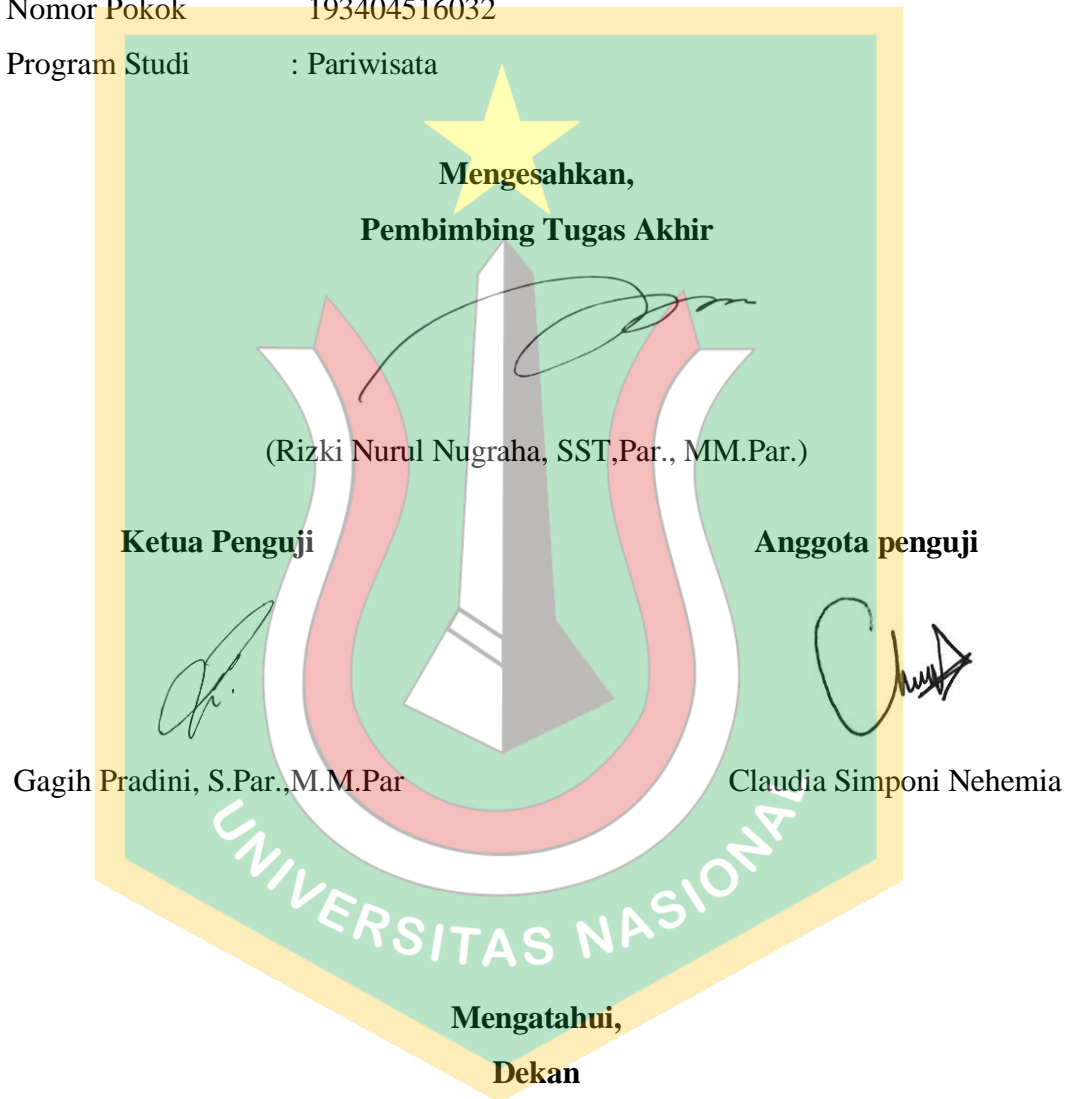 Nomor Pokok 193404516032
Program Studi : Pariwisata
Mengesahkan,
Pembimbing Tugas Akhir
(Rizki Nurul Nugraha, SST,Par., MM.Par.)
Ketua Penguji Anggota penguji
Gagih Pradini, S.Par.,M.M.Par Claudia Simponi Nehemia
UNIVERSITAS NASIONAL
Mengatahui,
Dekan